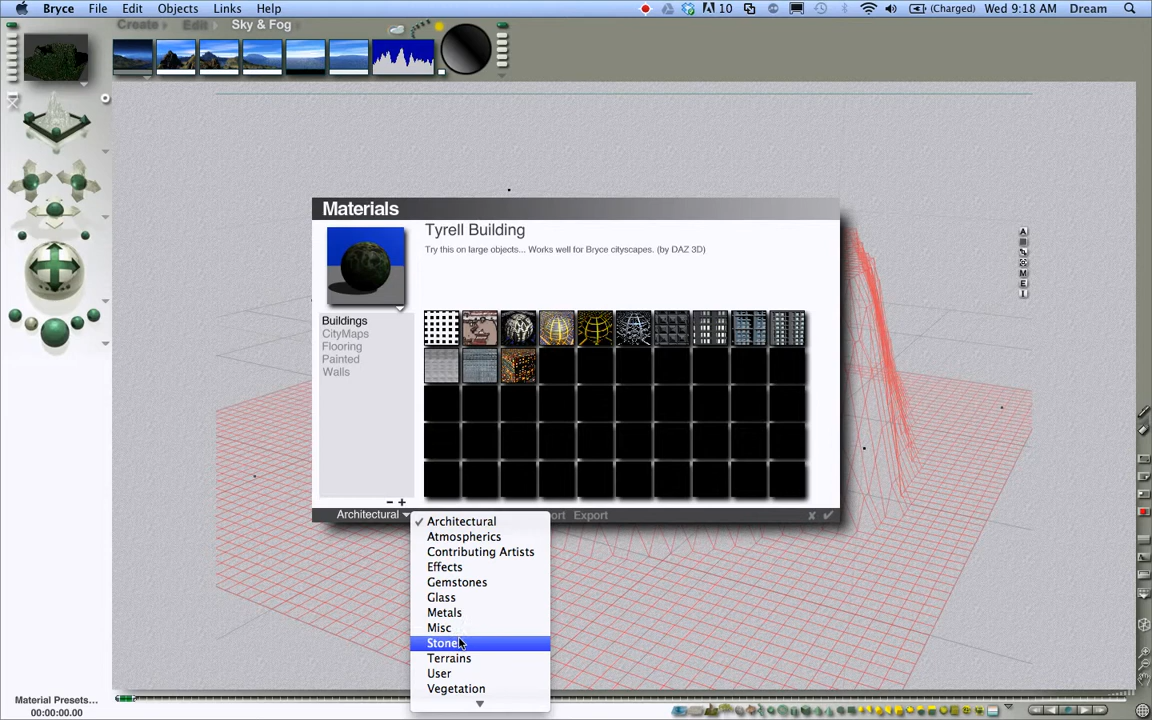 Bryce File Edit Objects Links Help
10 (Charged) Wed 9:18 AM Dream
Create Edit Sky & Fog
Materials
Tyrell Building
Try this on large objects... Works well for Bryce cityscapes. (by DAZ 3D)
Buildings
CityMaps
Flooring
Painted
Walls
- +
Architectural
ort Export
✓ Architectural
Atmospherics
Contributing Artists
Effects
Gemstones
Glass
Metals
Misc
Stone
Terrains
User
Vegetation
A
M
E
I
Material Presets...
00:00:00.00